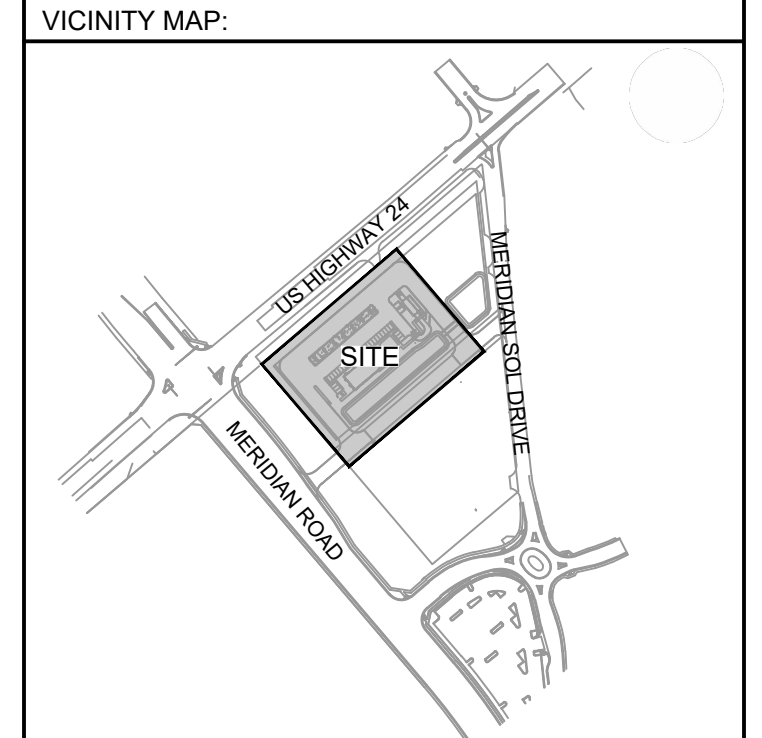 VICINITY MAP:
US HIGHWAY 24
MERIDIAN SOL DRIVE
SITE
MERIDIAN ROAD